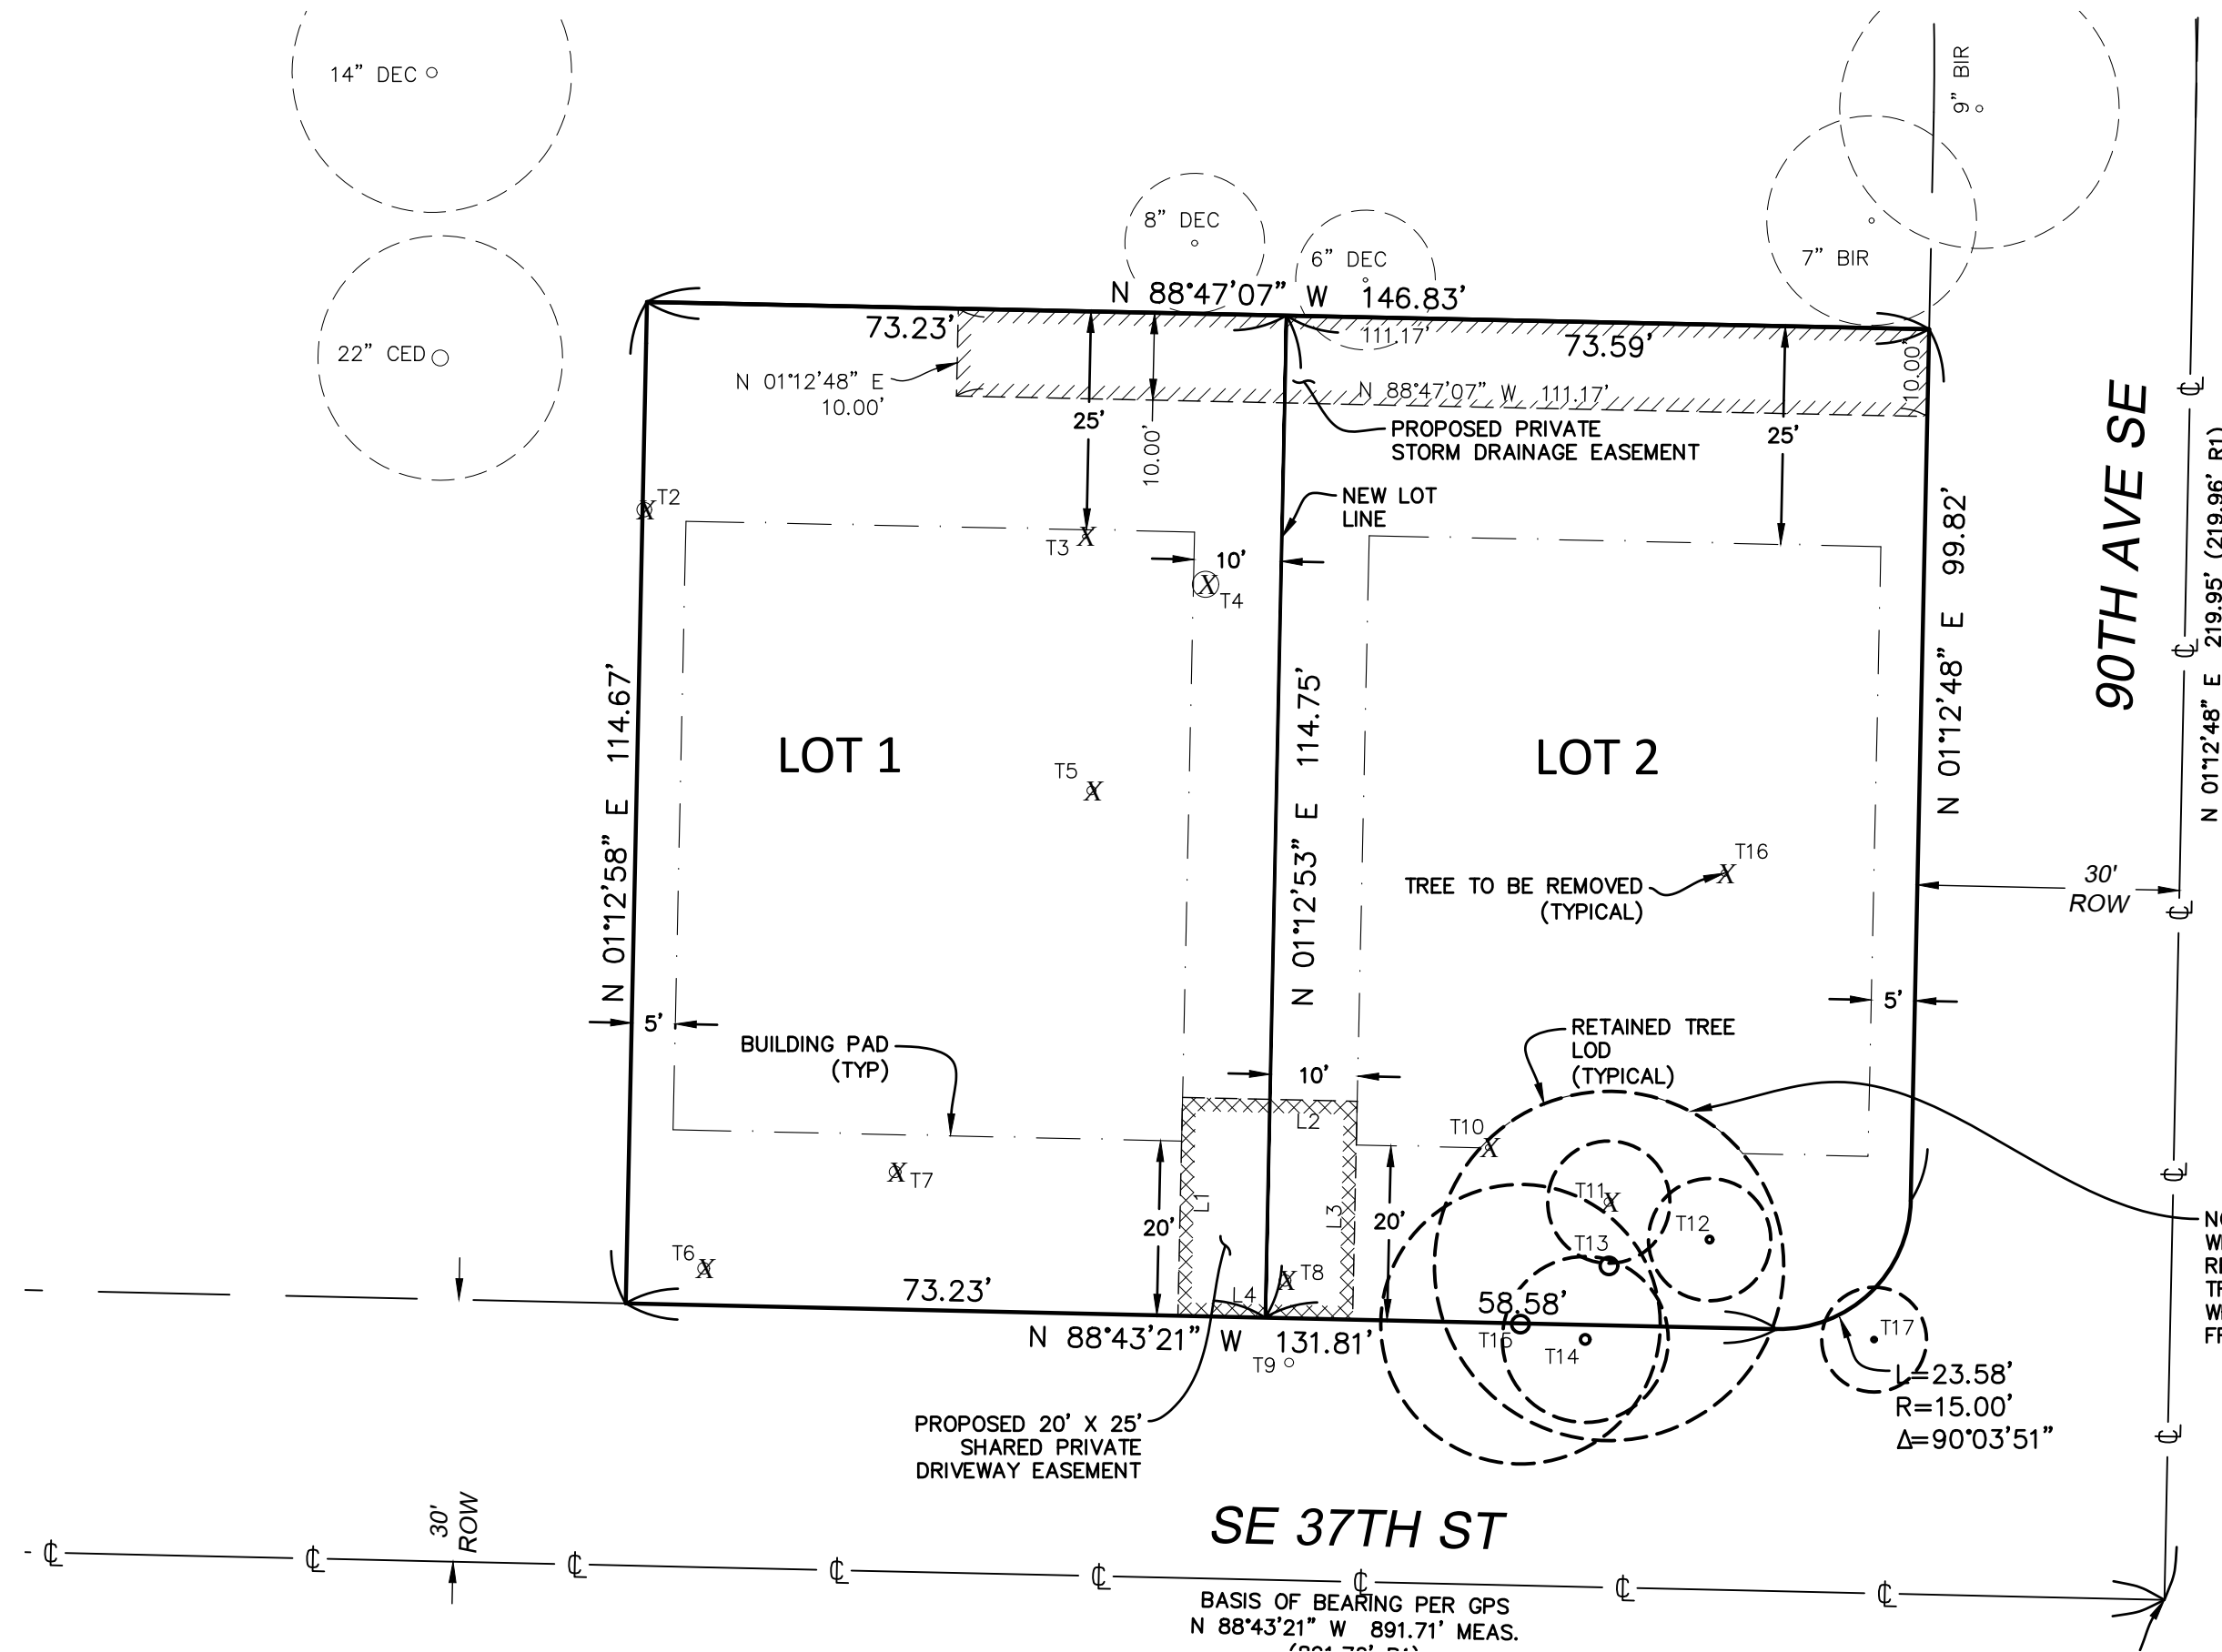 14” DEC
9” BIR
8” DEC
6” DEC
7” BIR
22” CED
N 88°47’07” W 146.83’
73.23’
111.17’
73.59’
10.00’
N 01°12’48” E
10.00’
N 88°47’07” W 111.17’
25’
10.00’
25’
PROPOSED PRIVATE
STORM DRAINAGE EASEMENT
NEW LOT
LINE
T2
T3
10’
T4
90TH AVE SE
N 01°12’48” E 99.82’
N 01°12’48” E 219.95’ (219.96’ R1)
N 01°12’58” E 114.67’
LOT 1
N 01°12’53” E 114.75’
LOT 2
T5
T16
TREE TO BE REMOVED
(TYPICAL)
30'
ROW
5’
5’
BUILDING PAD
(TYP)
RETAINED TREE
LOD
(TYPICAL)
10’
L2
T10
T7
L1
L3
20’
20’
T11
T12
T13
T6
T8
L4
73.23’
58.58’
N 88°43’21” W 131.81’
T9
T15
T14
T17
L=23.58’
R=15.00’
Δ=90°03’51”
PROPOSED 20’ X 25’
SHARED PRIVATE
DRIVEWAY EASEMENT
30'
ROW
SE 37TH ST
BASIS OF BEARING PER GPS
N 88°43’21” W 891.71’ MEAS.